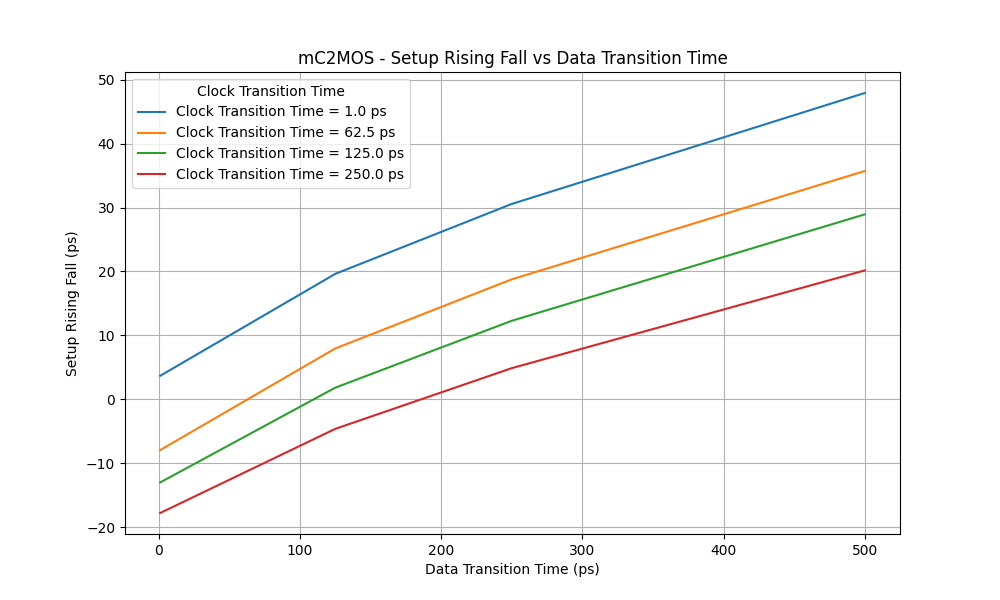 mC2MOS - Setup Rising Fall vs Data Transition Time
Clock Transition Time
Clock Transition Time = 1.0 ps
Clock Transition Time = 62.5 ps
Clock Transition Time = 125.0 ps
Clock Transition Time = 250.0 ps
Setup Rising Fall (ps)
50
40
30
20
10
0
−10
−20
0 100 200 300 400 500
Data Transition Time (ps)